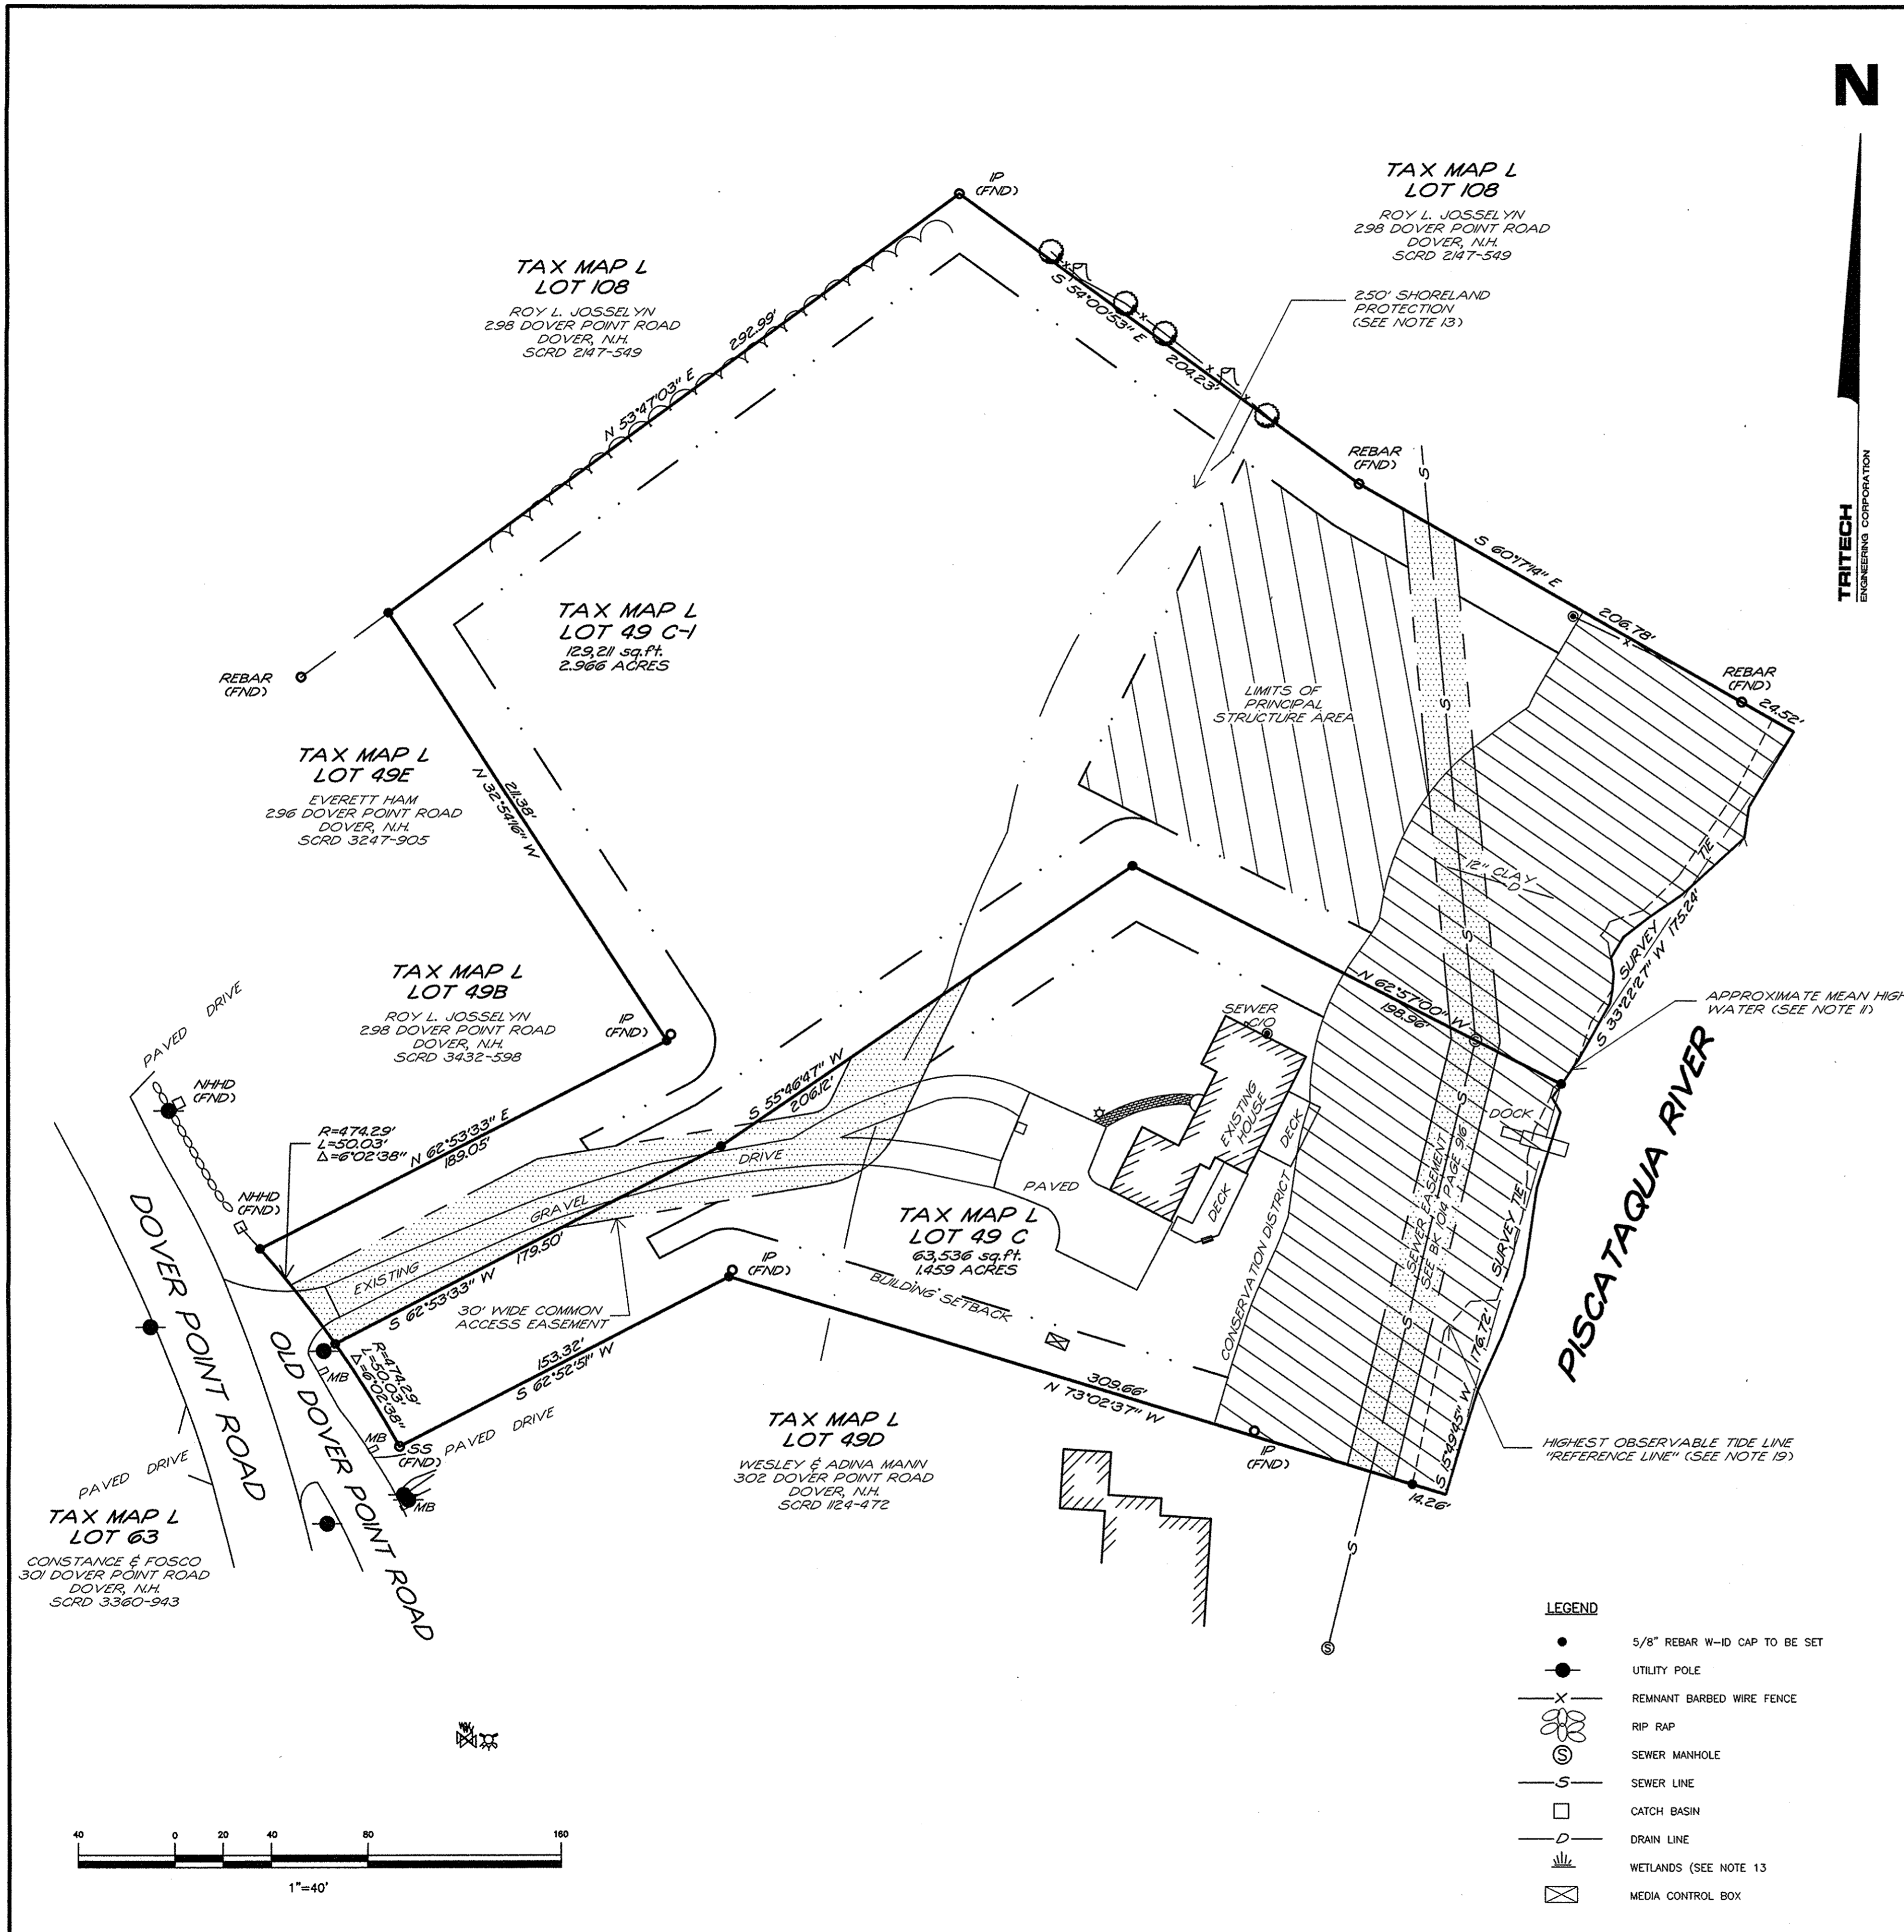 N
TRITECH
ENGINEERING CORPORATION
IP
(FND)
TAX MAP L
LOT 108
ROY L. JOSSELYN
298 DOVER POINT ROAD
DOVER, N.H.
SCRD 2147-549
TAX MAP L
LOT 108
ROY L. JOSSELYN
298 DOVER POINT ROAD
DOVER, N.H.
SCRD 2147-549
250' SHORELAND
PROTECTION
(SEE NOTE 13)
N 53°47'03" E
292.99'
S 54°00'53" E
204.23'
X
X
X
X
REBAR
(FND)
S
S 60°17'14" E
206.78'
X
REBAR
(FND)
24.52'
TAX MAP L
LOT 49 C-1
129,211 sq.ft.
2.966 ACRES
REBAR
(FND)
LIMITS OF
PRINCIPAL
STRUCTURE AREA
S
TAX MAP L
LOT 49E
EVERETT HAM
296 DOVER POINT ROAD
DOVER, N.H.
SCRD 3247-905
211.38'
N 32°54'16" W
12" CLAY
D
S
SURVEY TIE
S 33°22'27" W 175.24'
TAX MAP L
LOT 49B
ROY L. JOSSELYN
298 DOVER POINT ROAD
DOVER, N.H.
SCRD 3432-598
IP
(FND)
PAVED DRIVE
NHHD
(FND)
N 62°57'00" W
198.96'
APPROXIMATE MEAN HIGH
WATER (SEE NOTE 11)
SEWER
C/O
S 55°46'47" W
206.12'
R=474.29'
L=50.03'
Δ=6°02'38"
N 62°53'33" E
189.05'
EXISTING
HOUSE
DECK
DECK
DOCK
S
PISCATAQUA RIVER
NHHD
(FND)
EXISTING GRAVEL DRIVE
PAVED
TAX MAP L
LOT 49 C
63,536 sq.ft.
1.459 ACRES
S 62°53'33" W 179.50'
30' WIDE COMMON
ACCESS EASEMENT
IP
(FND)
BUILDING SETBACK
CONSERVATION DISTRICT
SEWER EASEMENT
SEE BK 1014 PAGE 916
S
SURVEY TIE
S 15°49'45" W 176.72'
DOVER POINT ROAD
OLD DOVER POINT ROAD
MB
R=474.29'
L=50.03'
Δ=6°02'38"
153.32'
S 62°52'51" W
309.66'
N 73°02'37" W
MB
SS
(FND)
PAVED DRIVE
MB
TAX MAP L
LOT 49D
WESLEY & ADINA MANN
302 DOVER POINT ROAD
DOVER, N.H.
SCRD 1124-472
IP
(FND)
14.26'
HIGHEST OBSERVABLE TIDE LINE
"REFERENCE LINE" (SEE NOTE 19)
PAVED DRIVE
TAX MAP L
LOT 63
CONSTANCE & FOSCO
301 DOVER POINT ROAD
DOVER, N.H.
SCRD 3360-943
S
S
LEGEND
5/8" REBAR W-ID CAP TO BE SET
UTILITY POLE
X REMNANT BARBED WIRE FENCE
RIP RAP
S SEWER MANHOLE
S SEWER LINE
CATCH BASIN
D DRAIN LINE
WETLANDS (SEE NOTE 13
MEDIA CONTROL BOX
40 0 20 40 80 160
1"=40'